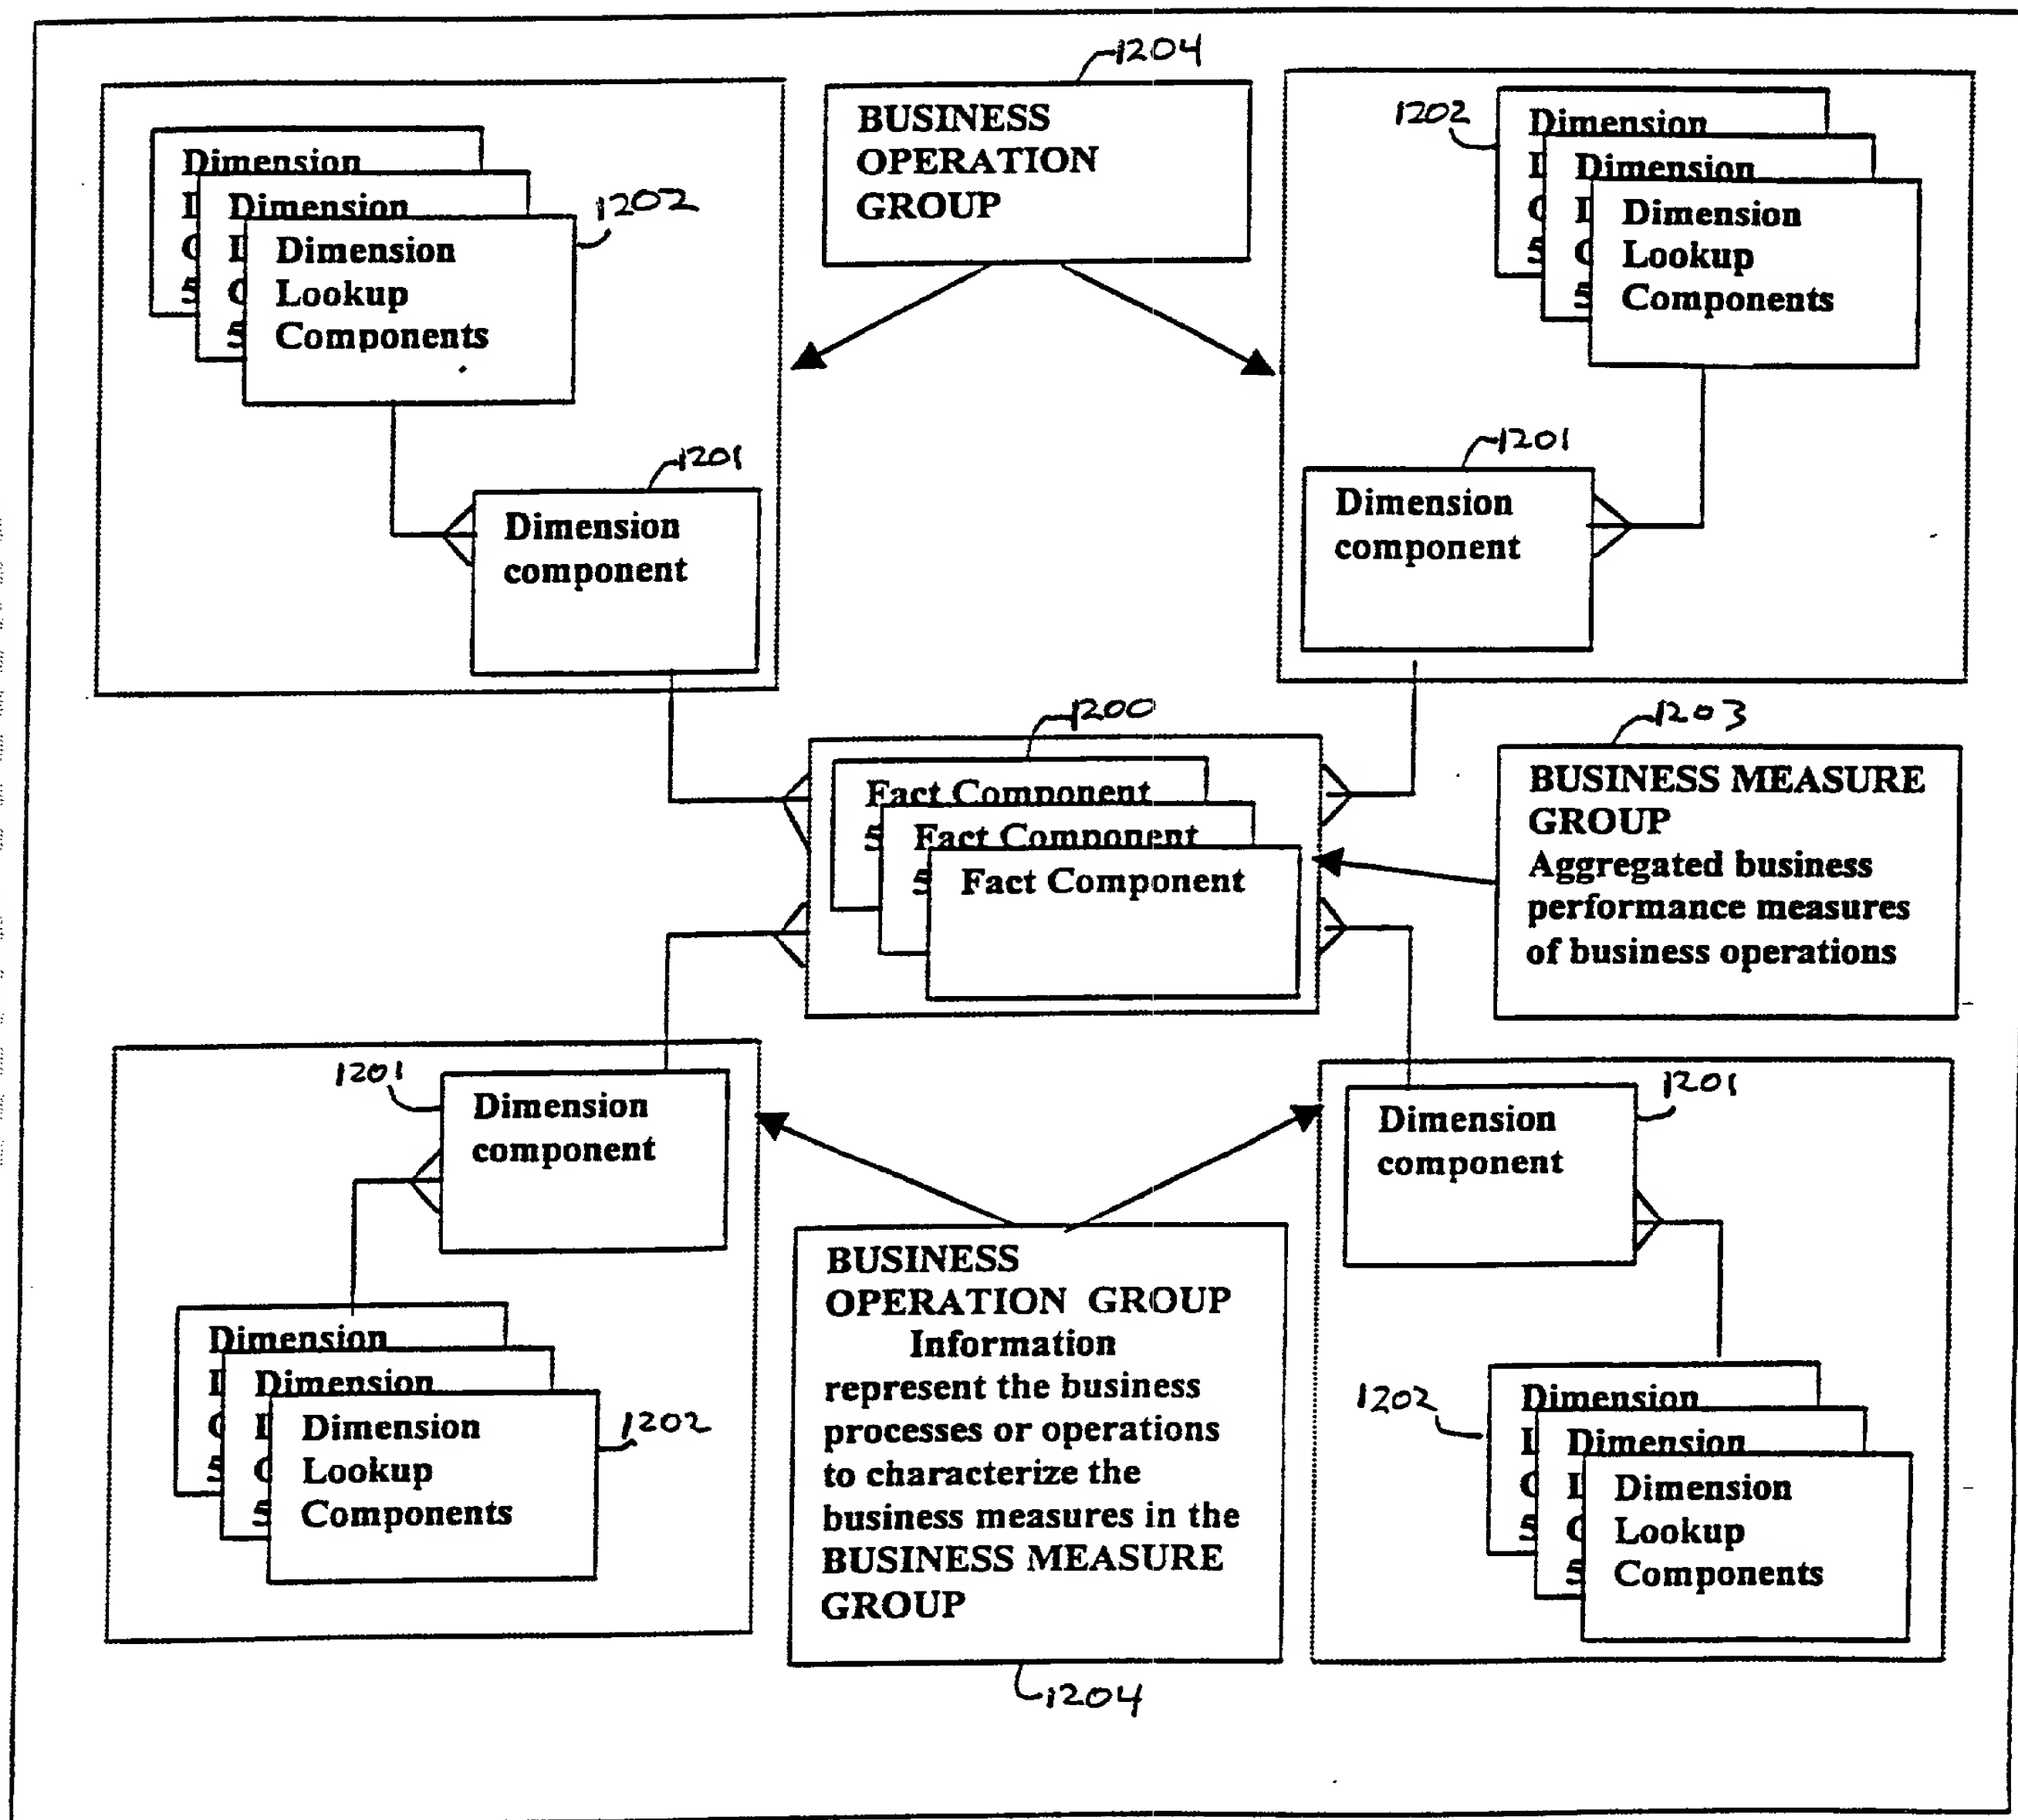 1204
BUSINESS
OPERATION
GROUP
Dimension
Dimension
1202
Dimension
Lookup
Components
1202
Dimension
Dimension
Dimension
Lookup
Components
1201
Dimension
component
1201
Dimension
component
1200
Fact Component
5 Fact Component
5 Fact Component
1203
BUSINESS MEASURE
GROUP
Aggregated business
performance measures
of business operations
1201
Dimension
component
1201
Dimension
component
Dimension
Dimension
Dimension
1202
Lookup
Components
BUSINESS
OPERATION GROUP
Information
represent the business
processes or operations
to characterize the
business measures in the
BUSINESS MEASURE
GROUP
1204
1202
Dimension
Dimension
Dimension
Lookup
Components